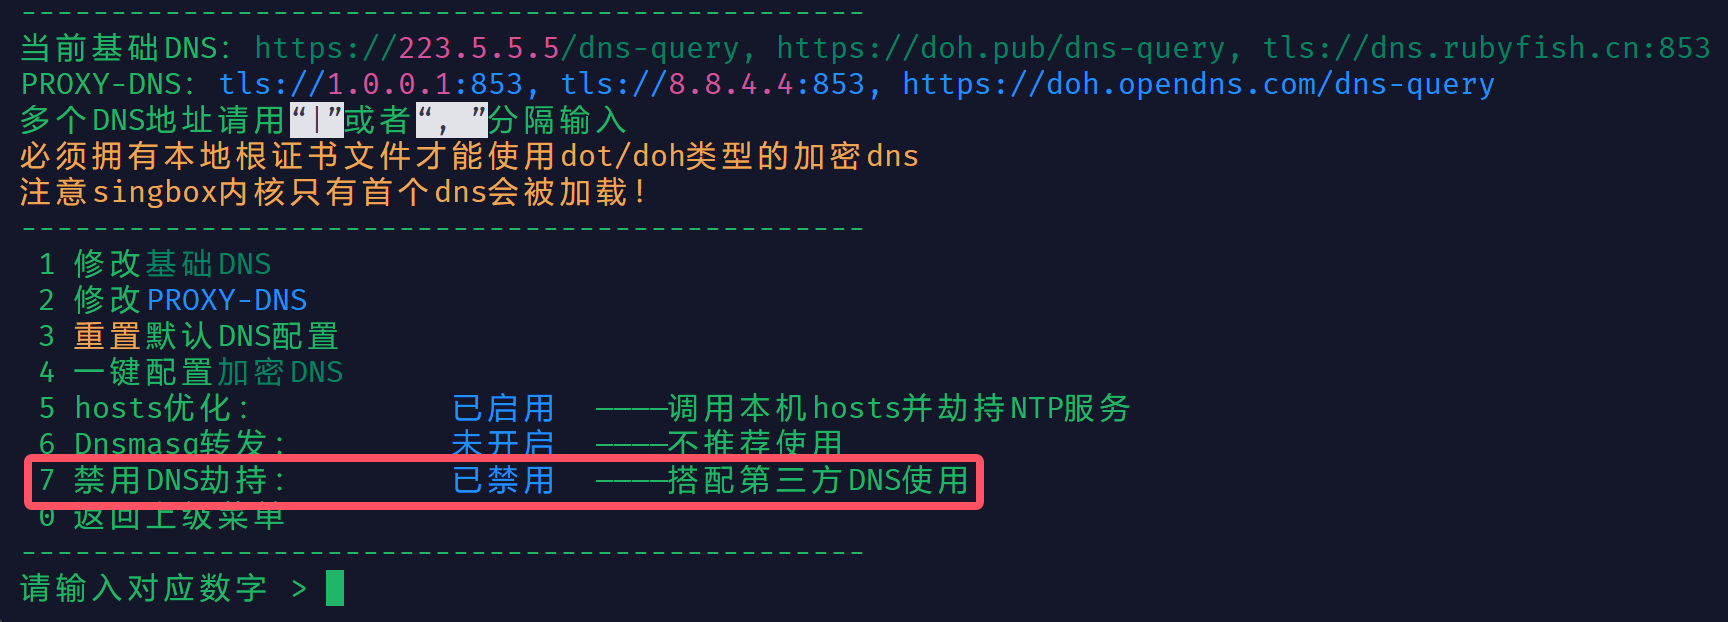 -----------------------------------------------
当前基础DNS: https://223.5.5.5/dns-query, https://doh.pub/dns-query, tls://dns.rubyfish.cn:853
PROXY-DNS: tls://1.0.0.1:853, tls://8.8.4.4:853, https://doh.opendns.com/dns-query
多个DNS地址请用“|”或者“，”分隔输入
必须拥有本地根证书文件才能使用dot/doh类型的加密dns
注意singbox内核只有首个dns会被加载!
-----------------------------------------------
1 修改基础DNS
2 修改PROXY-DNS
3 重置默认DNS配置
4 一键配置加密DNS
5 hosts优化: 已启用 ————调用本机hosts并劫持NTP服务
6 Dnsmasq转发: 未开启 ————不推荐使用
7 禁用DNS劫持: 已禁用 ————搭配第三方DNS使用
0 返回上级菜单
-----------------------------------------------
请输入对应数字 >